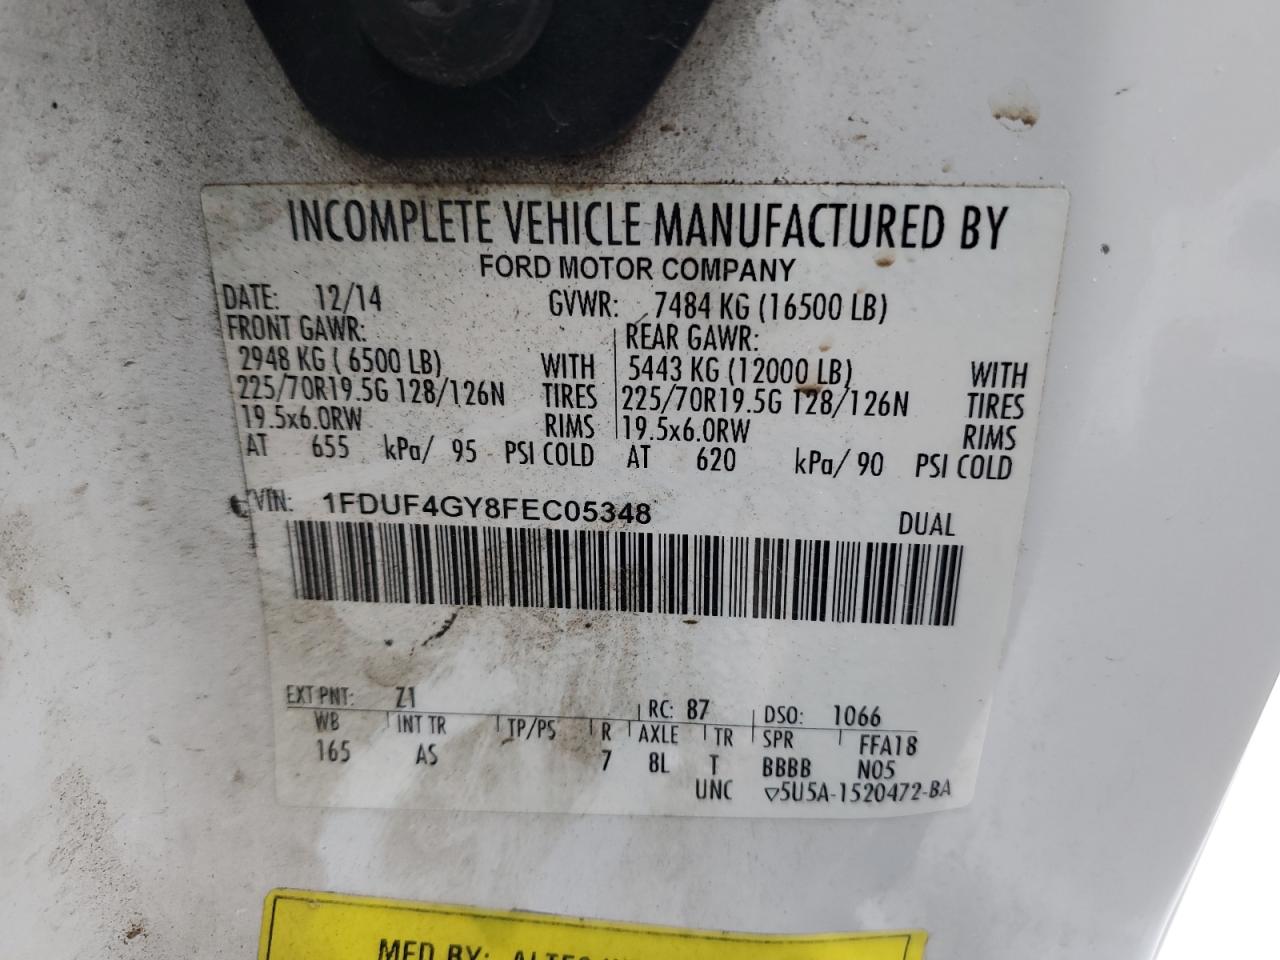 INCOMPLETE VEHICLE MANUFACTURED BY
FORD MOTOR COMPANY
DATE: 12/14 GVWR: 7484 KG (16500 LB)
FRONT GAWR: REAR GAWR:
2948 KG ( 6500 LB) WITH 5443 KG (12000 LB) WITH
225/70R19.5G 128/126N TIRES 225/70R19.5G 128/126N TIRES
19.5x6.0RW RIMS 19.5x6.0RW RIMS
AT 655 kPa/ 95 PSI COLD AT 620 kPa/ 90 PSI COLD
VIN: 1FDUF4GY8FEC05348 DUAL
EXT PNT: Z1 RC: 87 DSO: 1066
WB INT TR TP/PS R AXLE TR SPR FFA18
165 AS 7 8L T BBBB N05
UNC ▽5U5A-1520472-BA
MFD BY: